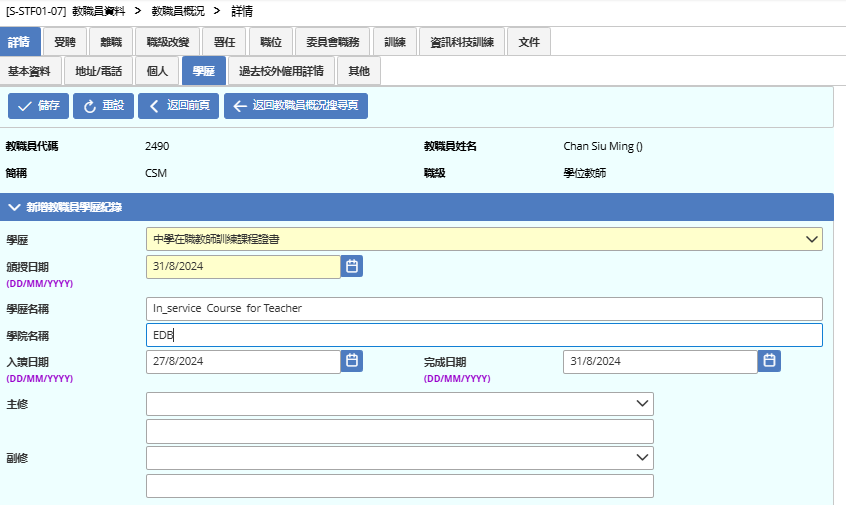 [S-STF01-07] 教職員資料 > 教職員概況 > 詳情
詳情 受聘 離職 職級改變 署任 職位 委員會職務 訓練 資訊科技訓練 文件
基本資料 地址/電話 個人 學歷 過去校外僱用詳情 其他
儲存 重設 返回前頁 返回教職員概況搜尋頁
教職員代碼 2490 教職員姓名 Chan Siu Ming ()
簡稱 CSM 職級 學位教師
新增教職員學歷紀錄
學歷 中學在職教師訓練課程證書
頒授日期 31/8/2024
(DD/MM/YYYY)
學歷名稱 In_service Course for Teacher
學院名稱 EDB
入讀日期 27/8/2024 完成日期 31/8/2024
(DD/MM/YYYY) (DD/MM/YYYY)
主修
副修